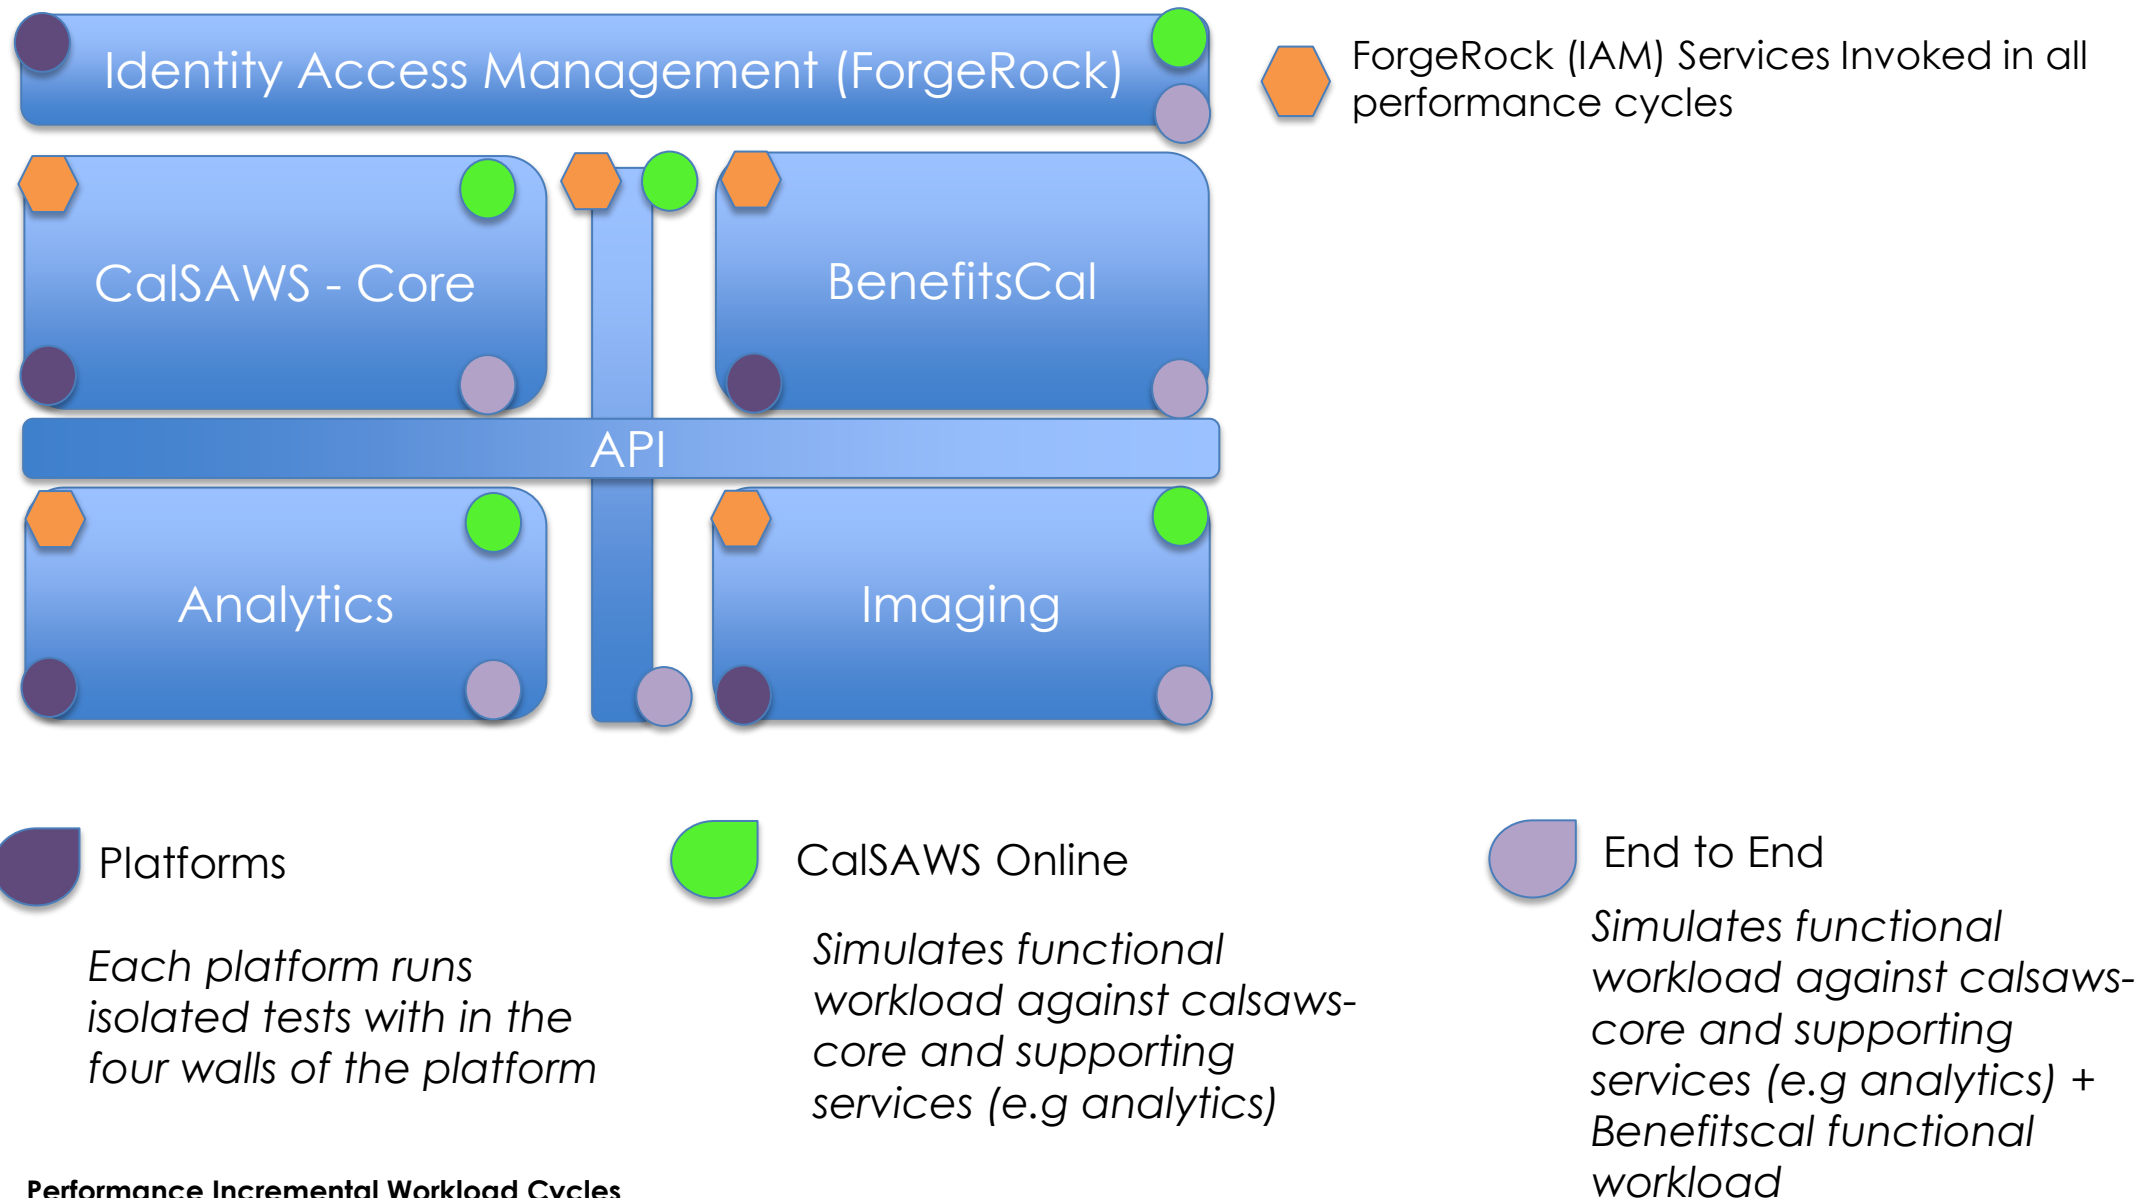 Identity Access Management (ForgeRock)
ForgeRock (IAM) Services Invoked in all
performance cycles
CalSAWS - Core
BenefitsCal
API
Analytics
Imaging
Platforms
Each platform runs
isolated tests with in the
four walls of the platform
CalSAWS Online
Simulates functional
workload against calsaws-
core and supporting
services (e.g analytics)
End to End
Simulates functional
workload against calsaws-
core and supporting
services (e.g analytics) +
Benefitscal functional
workload
Performance Incremental Workload Cycles